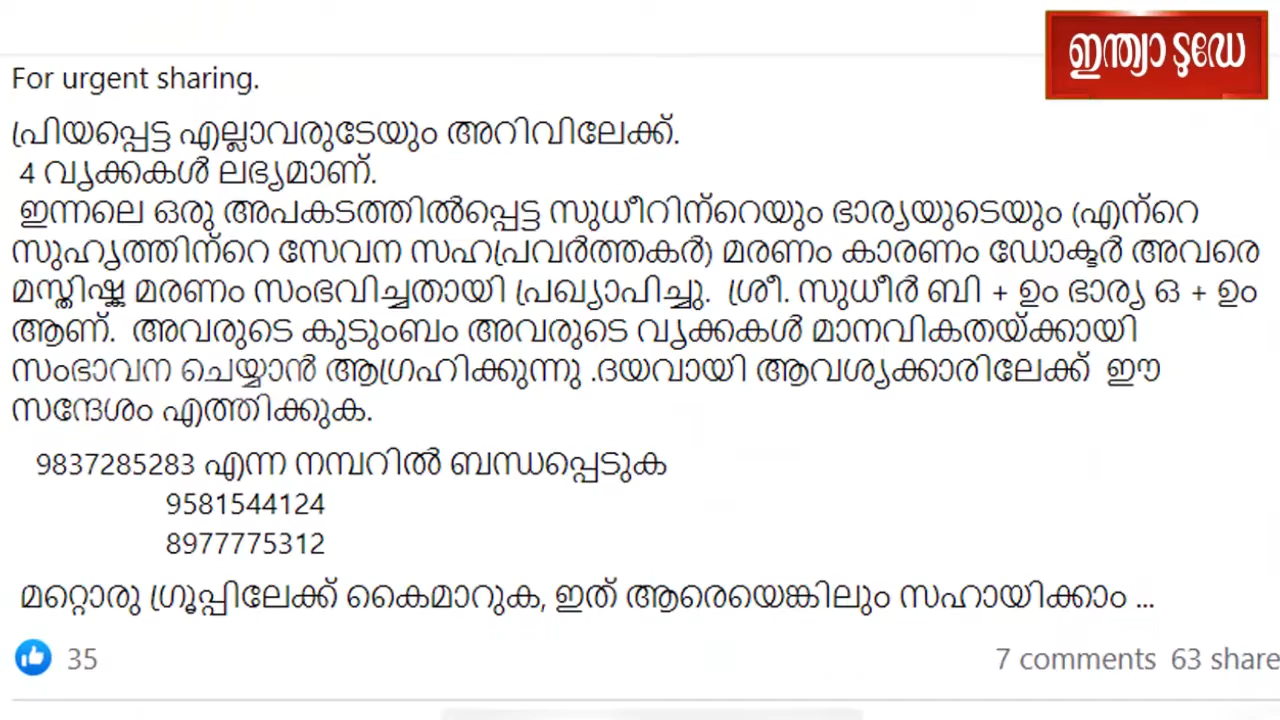 ഇന്ത്യാ ടുഡേ
For urgent sharing.
പ്രിയപ്പെട്ട എല്ലാവരുടേയും അറിവിലേക്ക്.
4 വൃക്കകൾ ലഭ്യമാണ്.
ഇന്നലെ ഒരു അപകടത്തിൽപ്പെട്ട സുധീറിന്റെയും ഭാര്യയുടെയും (എന്റെ
സുഹൃത്തിന്റെ സേവന സഹപ്രവർത്തകർ) മരണം കാരണം ഡോക്ടർ അവരെ
മസ്തിഷ്ക മരണം സംഭവിച്ചതായി പ്രഖ്യാപിച്ചു. ശ്രീ. സുധീർ ബി + ഉം ഭാര്യ ഒ + ഉം
ആണ്. അവരുടെ കുടുംബം അവരുടെ വൃക്കകൾ മാനവികതയ്ക്കായി
സംഭാവന ചെയ്യാൻ ആഗ്രഹിക്കുന്നു .ദയവായി ആവശ്യക്കാരിലേക്ക് ഈ
സന്ദേശം എത്തിക്കുക.
9837285283 എന്ന നമ്പറിൽ ബന്ധപ്പെടുക
9581544124
8977775312
മറ്റൊരു ഗ്രൂപ്പിലേക്ക് കൈമാറുക, ഇത് ആരെയെങ്കിലും സഹായിക്കാം ...
35
7 comments 63 share